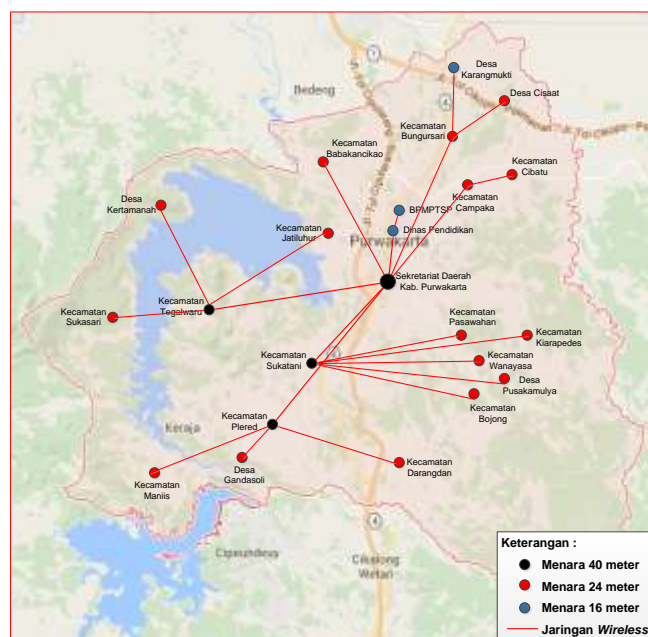 Desa
Karangmukti
Desa Cisaat
Bedeng
Kecamatan
Bungursari
Kecamatan
Babakancikao
Kecamatan
Cibatu
Kecamatan
Campaka
Desa
Kertamanah
BPMPTSP
Kecamatan
Jatiluhur
Dinas Pendidikan
Purwakarta
Sekretariat Daerah
Kab. Purwakarta
Kecamatan
Tegalwaru
Kecamatan
Sukasari
Kecamatan
Pasawahan
Kecamatan
Kiarapedes
Kecamatan
Sukatani
Kecamatan
Wanayasa
Desa
Pusakamulya
Kecamatan
Bojong
Kecamatan
Plered
Keraja
Kecamatan
Darangdan
Desa
Gandasoli
Kecamatan
Maniis
4
Keterangan :
Menara 40 meter
Menara 24 meter
Menara 16 meter
Jaringan Wireless